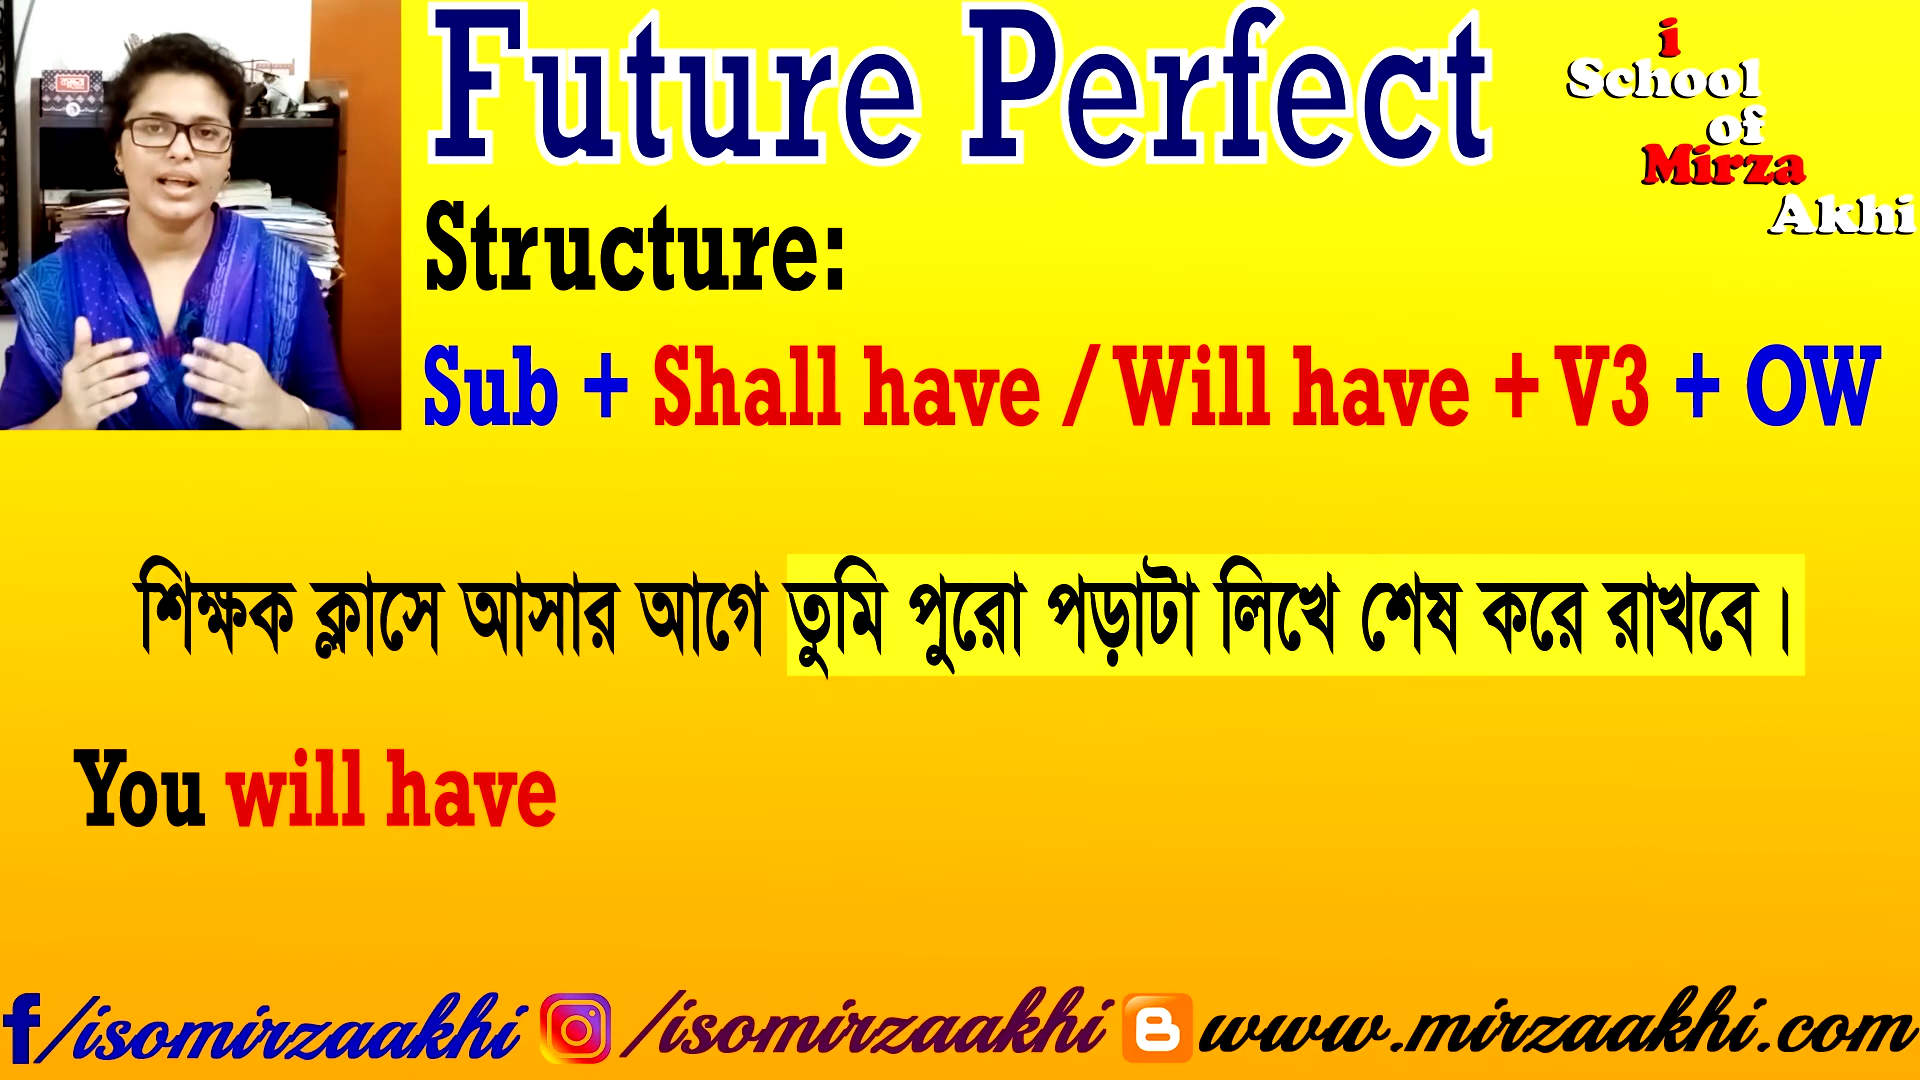 Future Perfect
i
School
of
Mirza
Akhi
Structure:
Sub + Shall have / Will have + V3 + OW
শিক্ষক ক্লাসে আসার আগে তুমি পুরো পড়াটা লিখে শেষ করে রাখবে।
You will have
f/isomirzaakhi /isomirzaakhi www.mirzaakhi.com